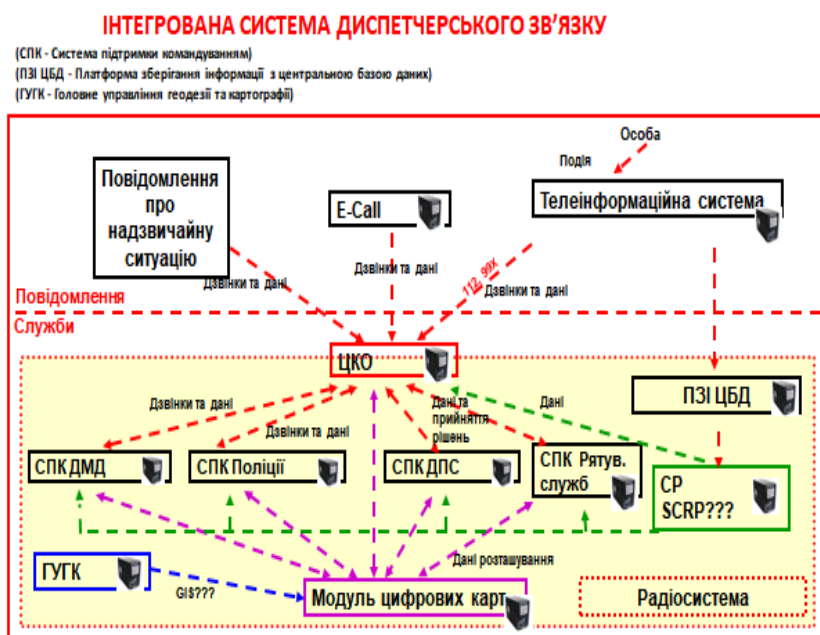 ІНТЕГРОВАНА СИСТЕМА ДИСПЕТЧЕРСЬКОГО ЗВ’ЯЗКУ
(СПК - Система підтримки командуванням)
(ПЗІ ЦБД - Платформа зберігання інформації з центральною базою даних)
(ГУГК - Головне управління геодезії та картографії)
Особа
Подія
Повідомлення
про
надзвичайну
ситуацію
E-Call
Телеінформаційна система
Дзвінки та дані
Дзвінки та дані
112, 99x
Дзвінки та дані
Повідомлення
Служби
ЦКО
ПЗІ ЦБД
Дзвінки та дані
Дзвінки та дані
Дані та
прийняття
рішень
Дані
СПК ДМД
СПК Поліції
СПК ДПС
СПК Рятув.
служб
СР
SCRP???
ГУГК
GIS???
Дані розташування
Модуль цифрових карт
Радіосистема